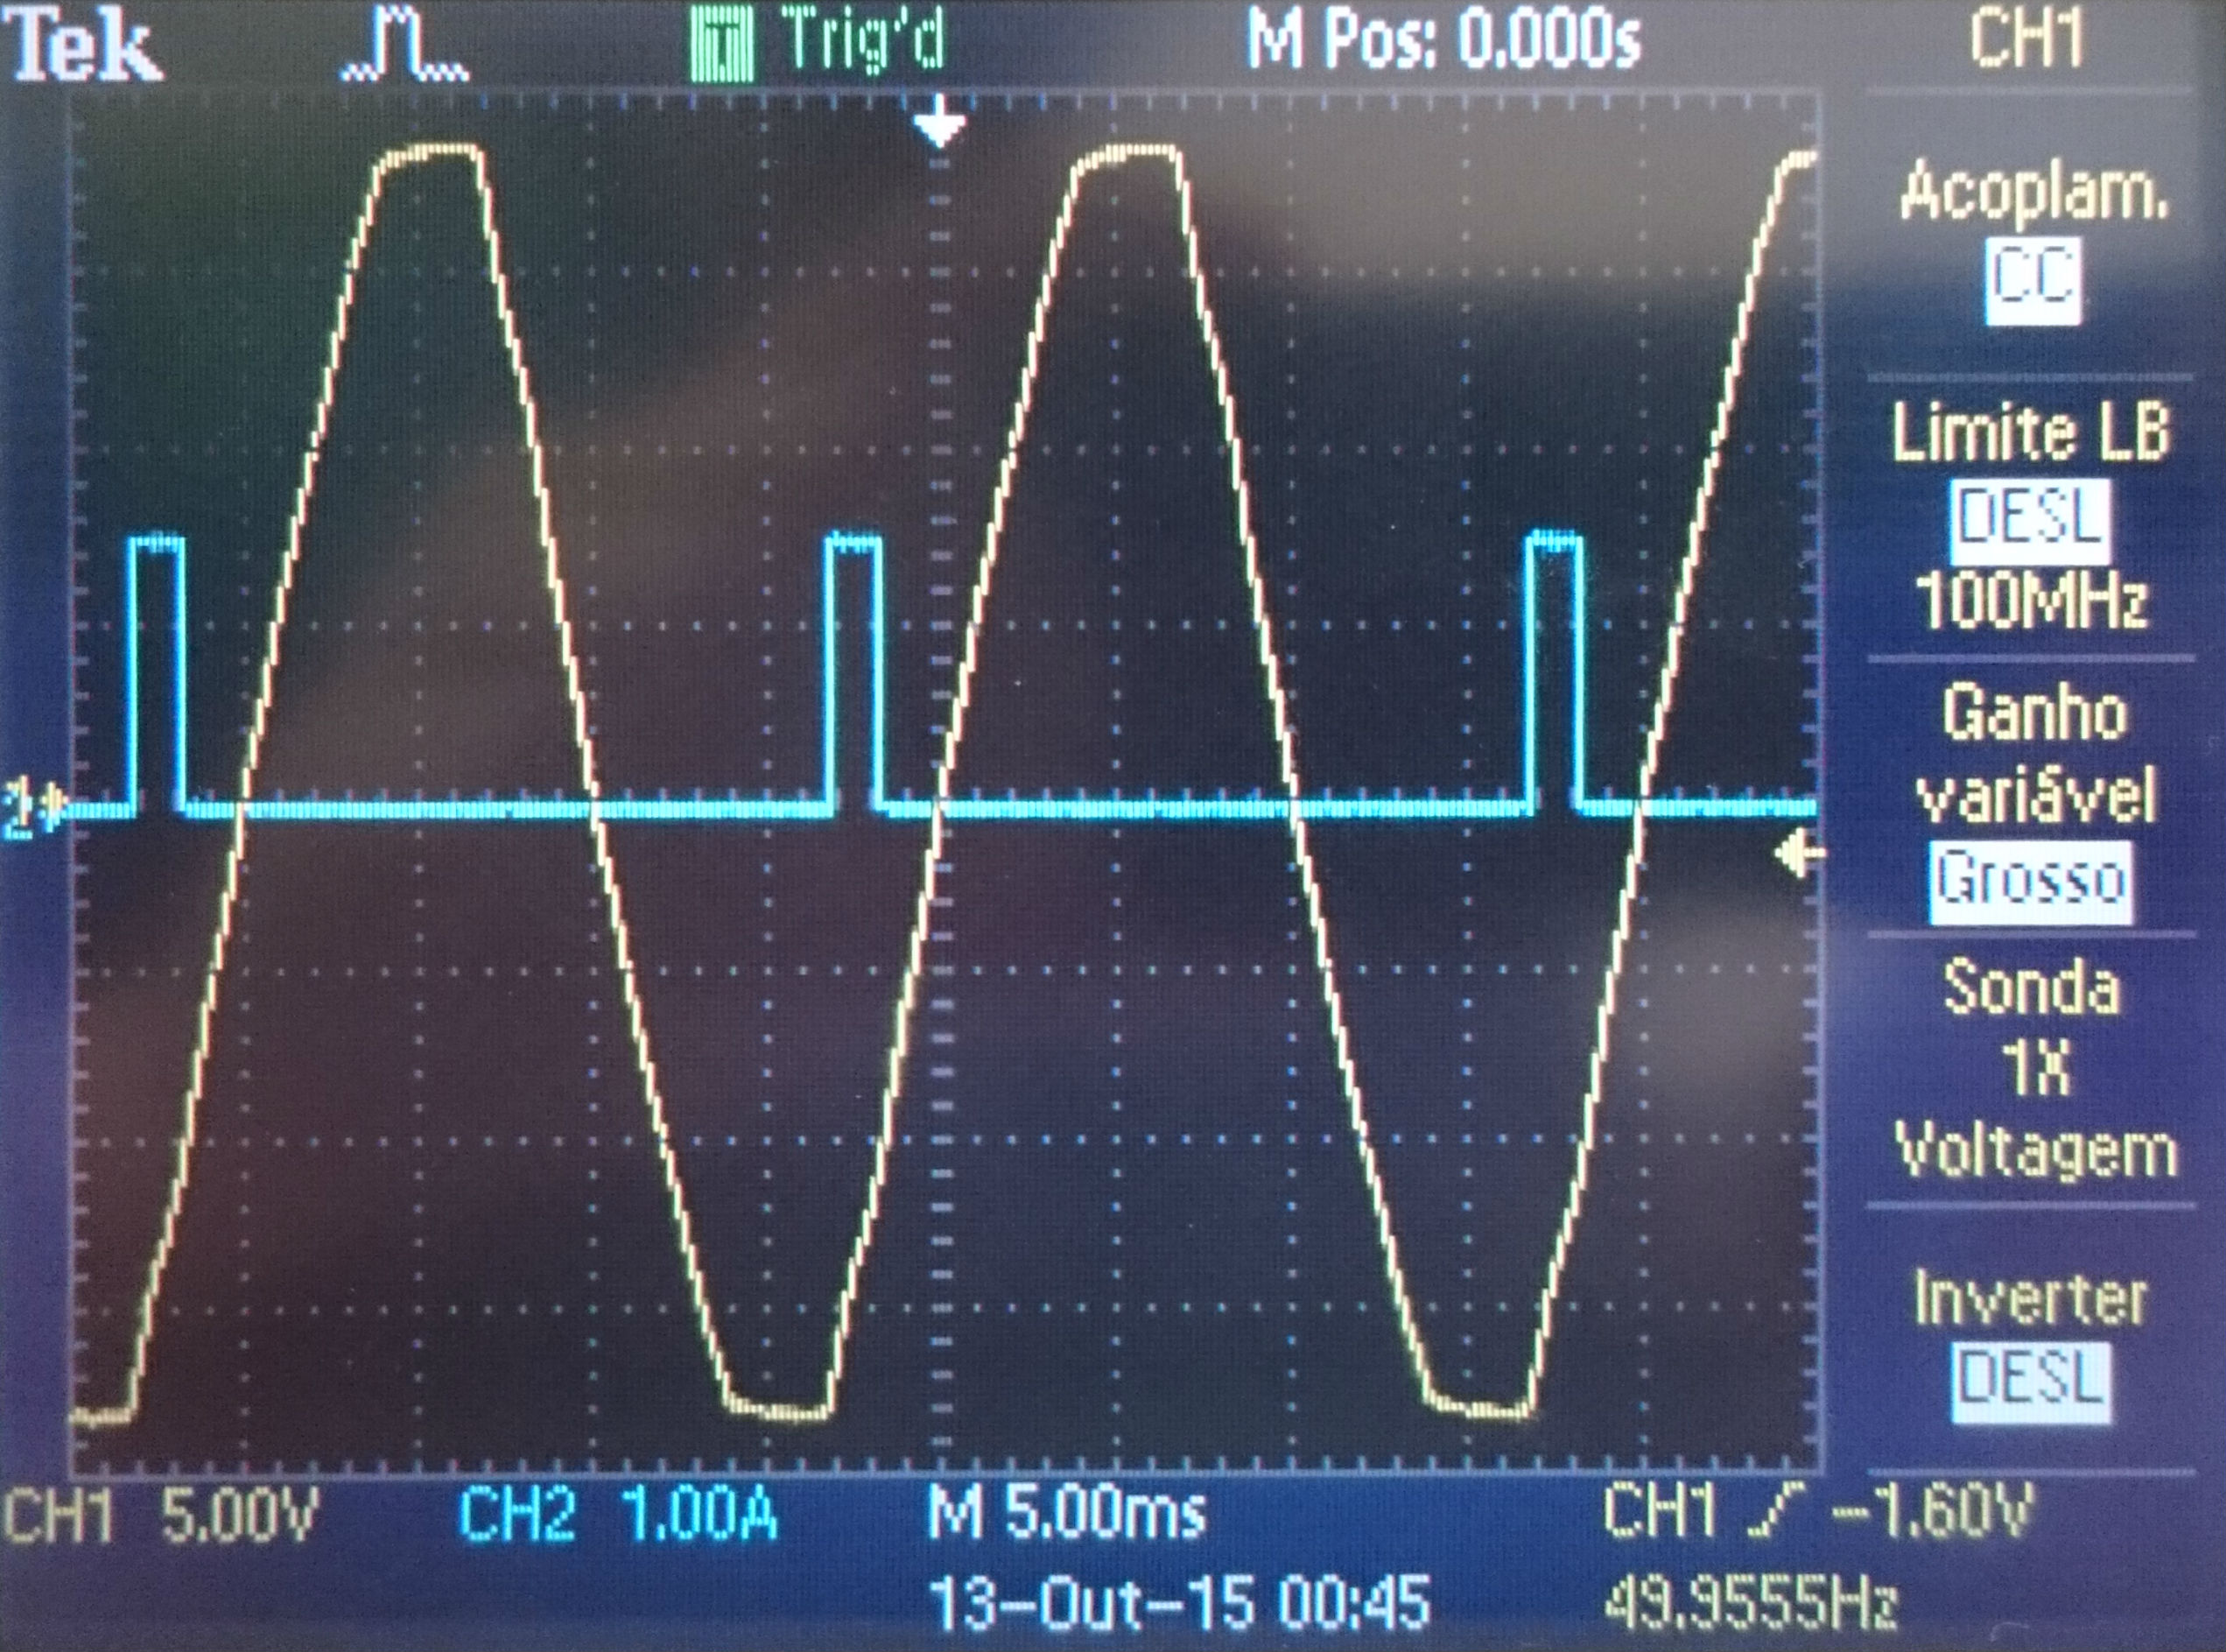 Tek Trig'd M Pos: 0.000s CH1
Acoplam.
CC
Limite LB
DESL
100MHz
Ganho
variável
Grosso
Sonda
1X
Voltagem
Inverter
DESL
CH1 5.00V CH2 1.00A M 5.00ms CH1 -1.60V
13-Out-15 00:45 49.9555Hz